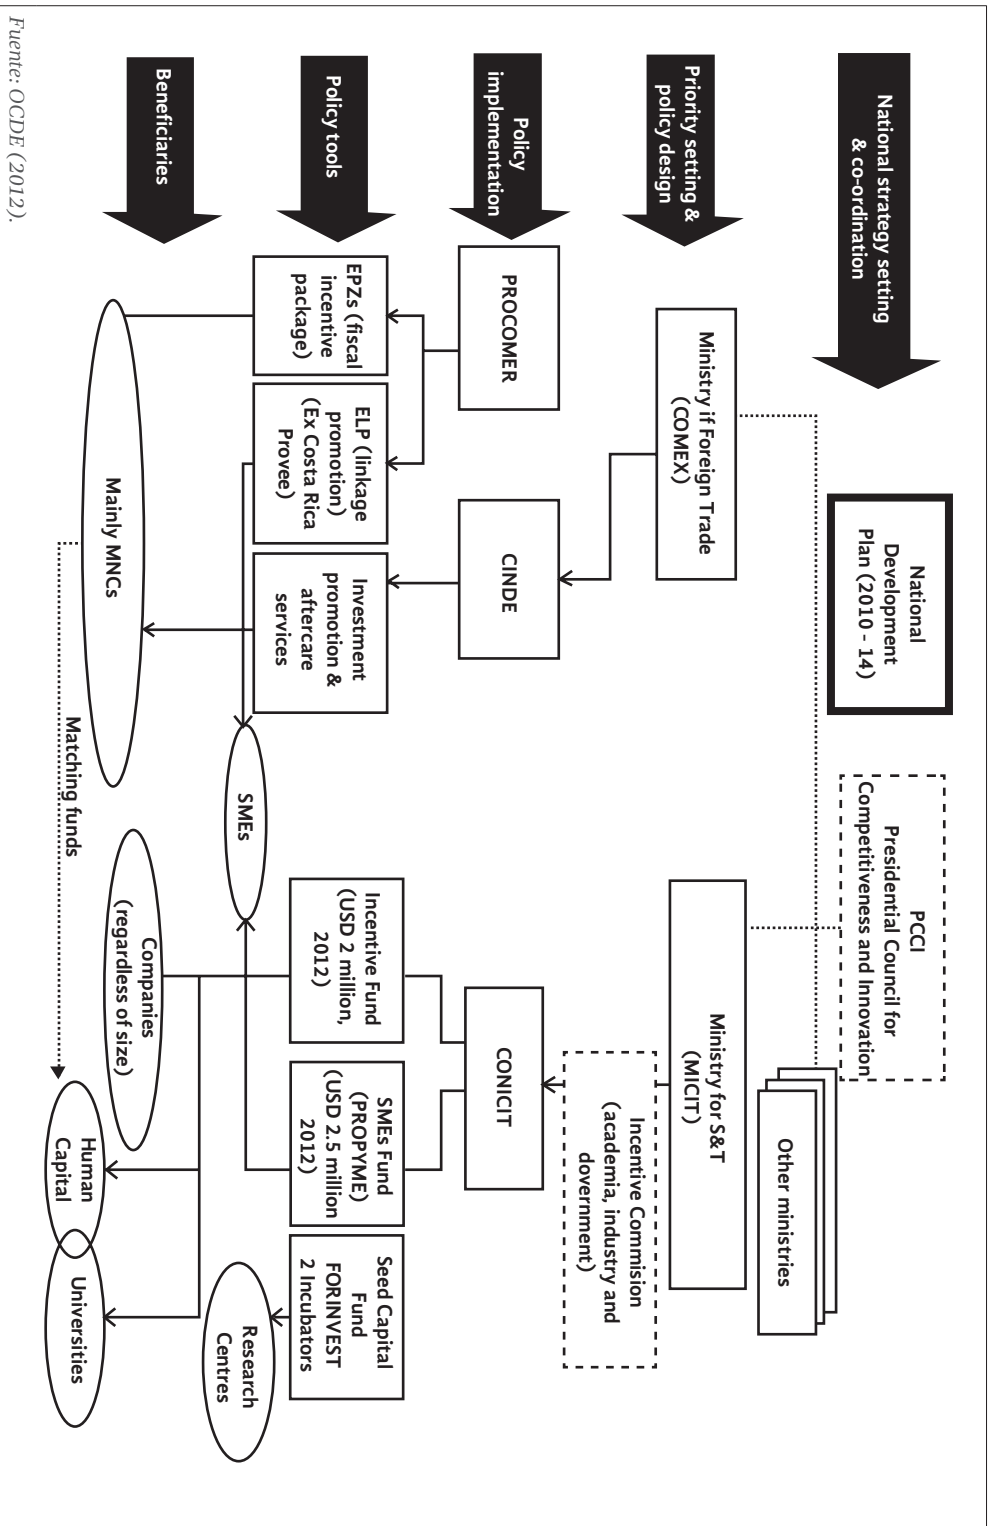 National strategy setting
& co-ordination
National
Development
Plan (2010 - 14)
PCCI
Presidential Council for
Competitiveness and Innovation
Other ministries
Priority setting &
policy design
Ministry if Foreign Trade
(COMEX)
Ministry for S&T
(MICIT)
Incentive Commision
(academia, industry and
dovernment)
Policy
implementation
PROCOMER
CINDE
CONICIT
Policy tools
EPZs (fiscal
incentive
package)
ELP (linkage
promotion)
(Ex Costa Rica
Provee)
Investment
promotion &
aftercare
services
Incentive Fund
(USD 2 million,
2012)
SMEs Fund
(PROPYME)
(USD 2.5 million
2012)
Seed Capital
Fund
FORINVEST
2 Incubators
SMEs
Research
Centres
Beneficiaries
Mainly MNCs
Companies
(regardless of size)
Matching funds
Human
Capital
Universities
Fuente: OCDE (2012).